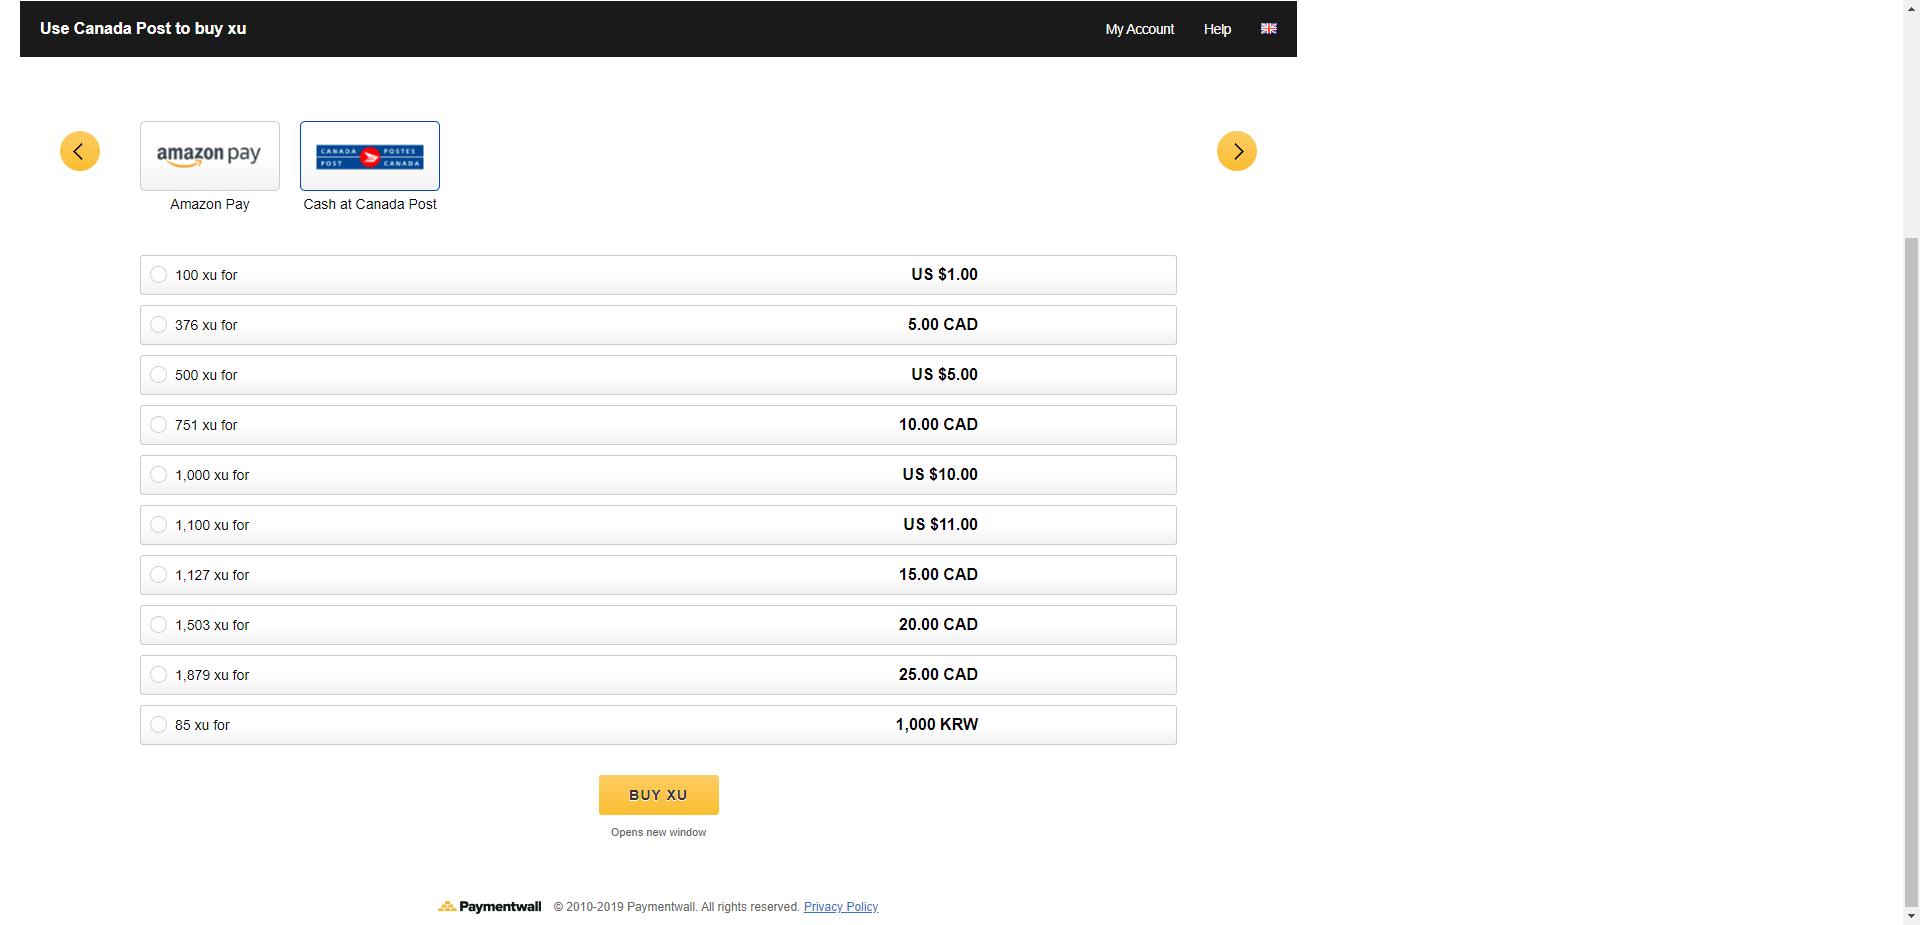 Use Canada Post to buy xu
My Account Help
amazon pay
CANADA POST POSTES CANADA
Amazon Pay
Cash at Canada Post
100 xu for US $1.00
376 xu for 5.00 CAD
500 xu for US $5.00
751 xu for 10.00 CAD
1,000 xu for US $10.00
1,100 xu for US $11.00
1,127 xu for 15.00 CAD
1,503 xu for 20.00 CAD
1,879 xu for 25.00 CAD
85 xu for 1,000 KRW
BUY XU
Opens new window
Paymentwall © 2010-2019 Paymentwall. All rights reserved. Privacy Policy